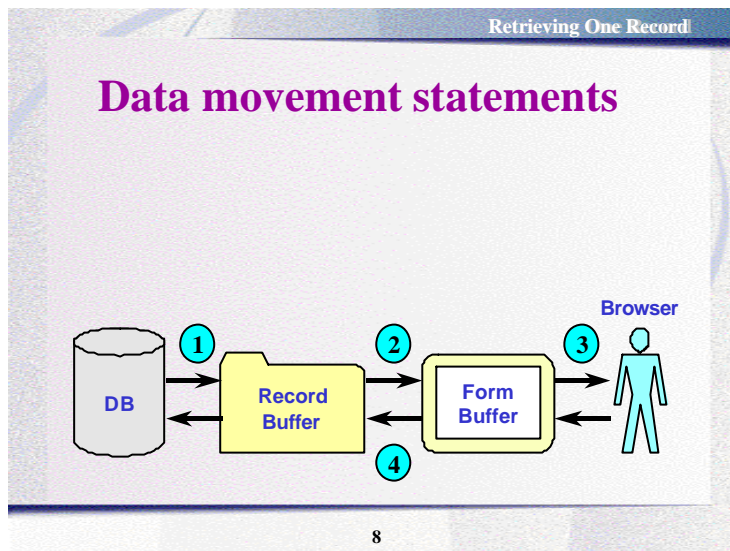 Retrieving One Record
Data movement statements
Browser
1
2
3
DB
Record
Buffer
Form
Buffer
4
8